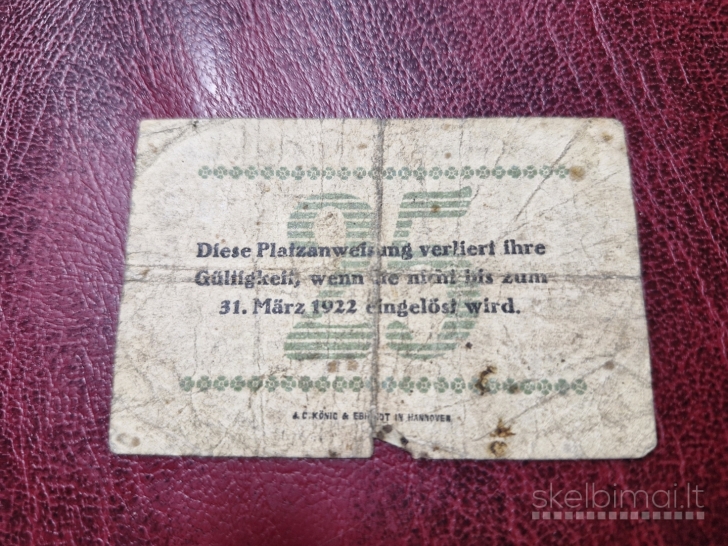 25
Diese Platzanweisung verliert ihre
Gültigkeit, wenn sie nicht bis zum
31. März 1922 eingelöst wird.
J. C. KÖNIG & EBHARDT IN HANNOVER
skelbimai.lt